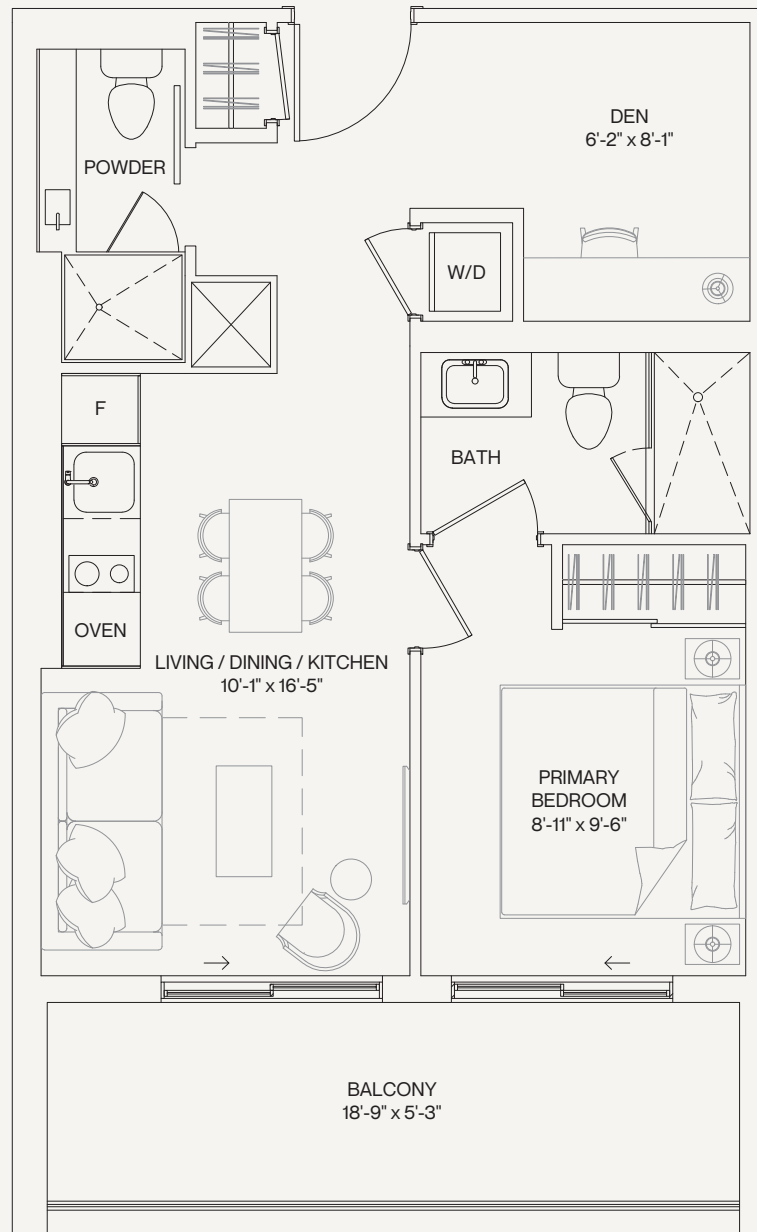 DEN
6'-2" x 8'-1"
POWDER
W/D
F
BATH
OVEN
LIVING / DINING / KITCHEN
10'-1" x 16'-5"
PRIMARY
BEDROOM
8'-11" x 9'-6"
BALCONY
18'-9" x 5'-3"